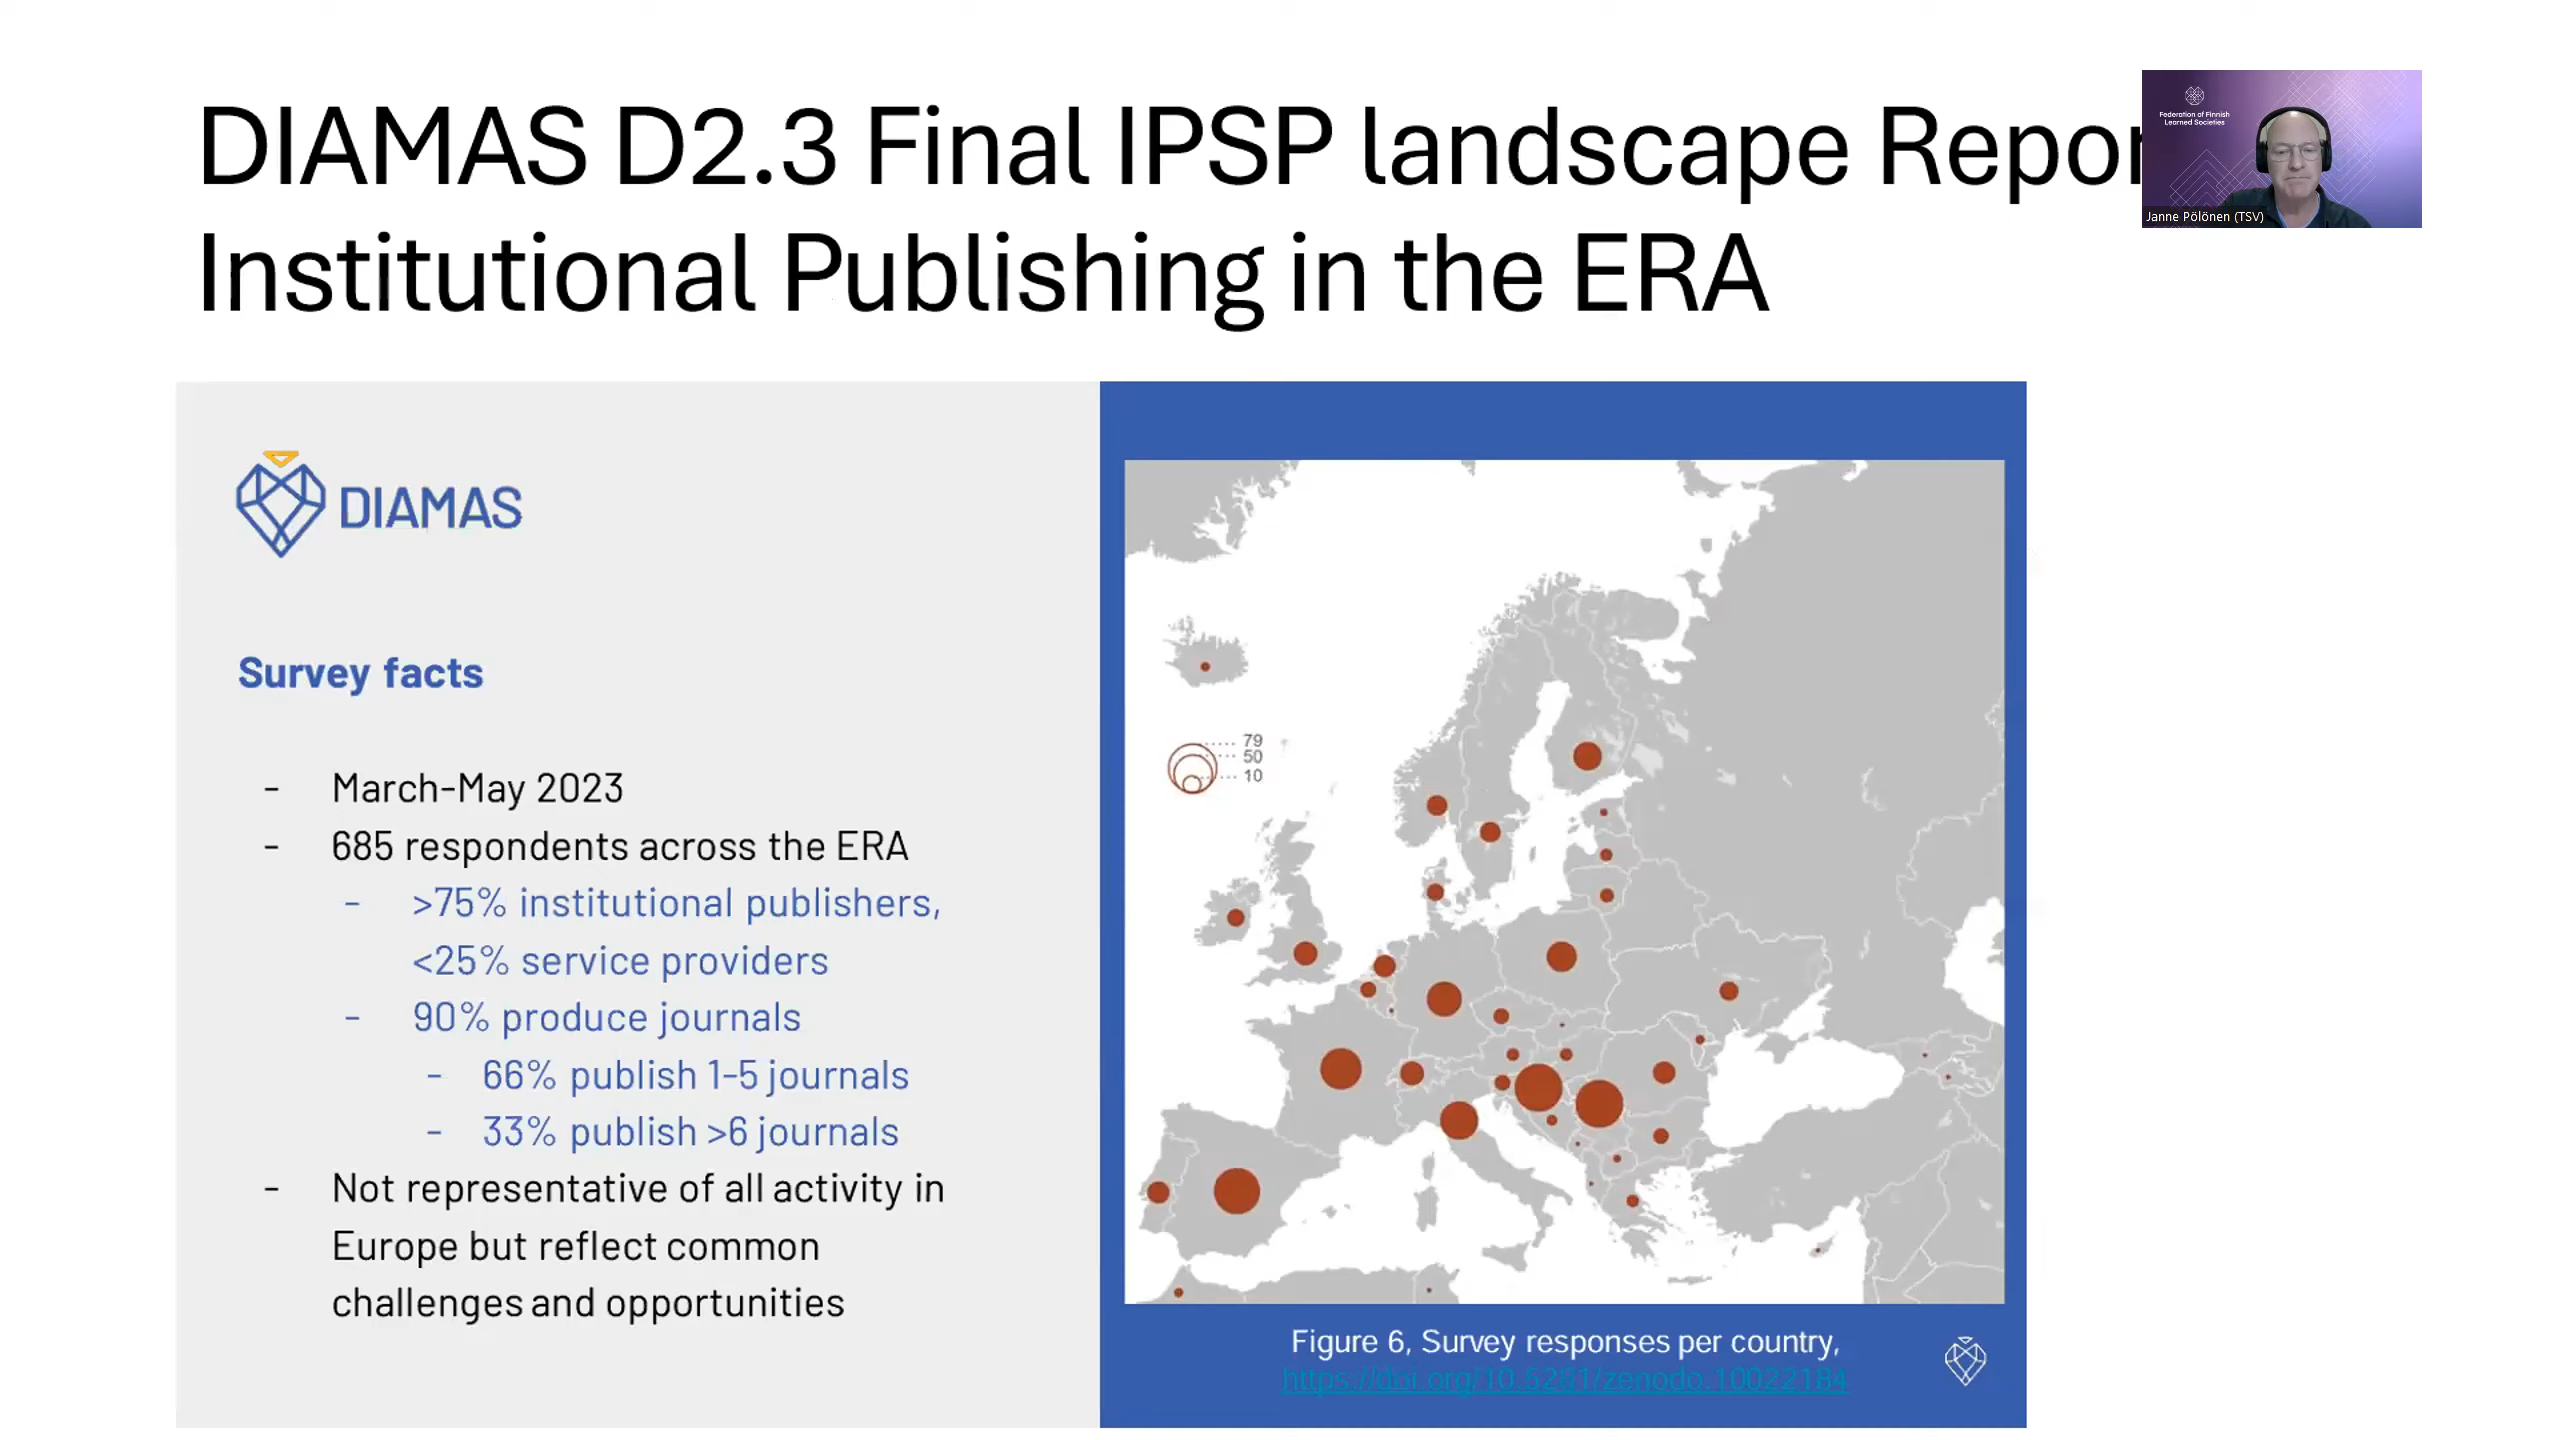 DIAMAS D2.3 Final IPSP landscape Repor
Institutional Publishing in the ERA
Federation of Finnish
Learned Societies
Janne Pölönen (TSV)
DIAMAS
Survey facts
- March-May 2023
- 685 respondents across the ERA
- >75% institutional publishers,
<25% service providers
- 90% produce journals
- 66% publish 1-5 journals
- 33% publish >6 journals
- Not representative of all activity in
Europe but reflect common
challenges and opportunities
79
50
10
Figure 6, Survey responses per country,
https://doi.org/10.5281/zenodo.10022184